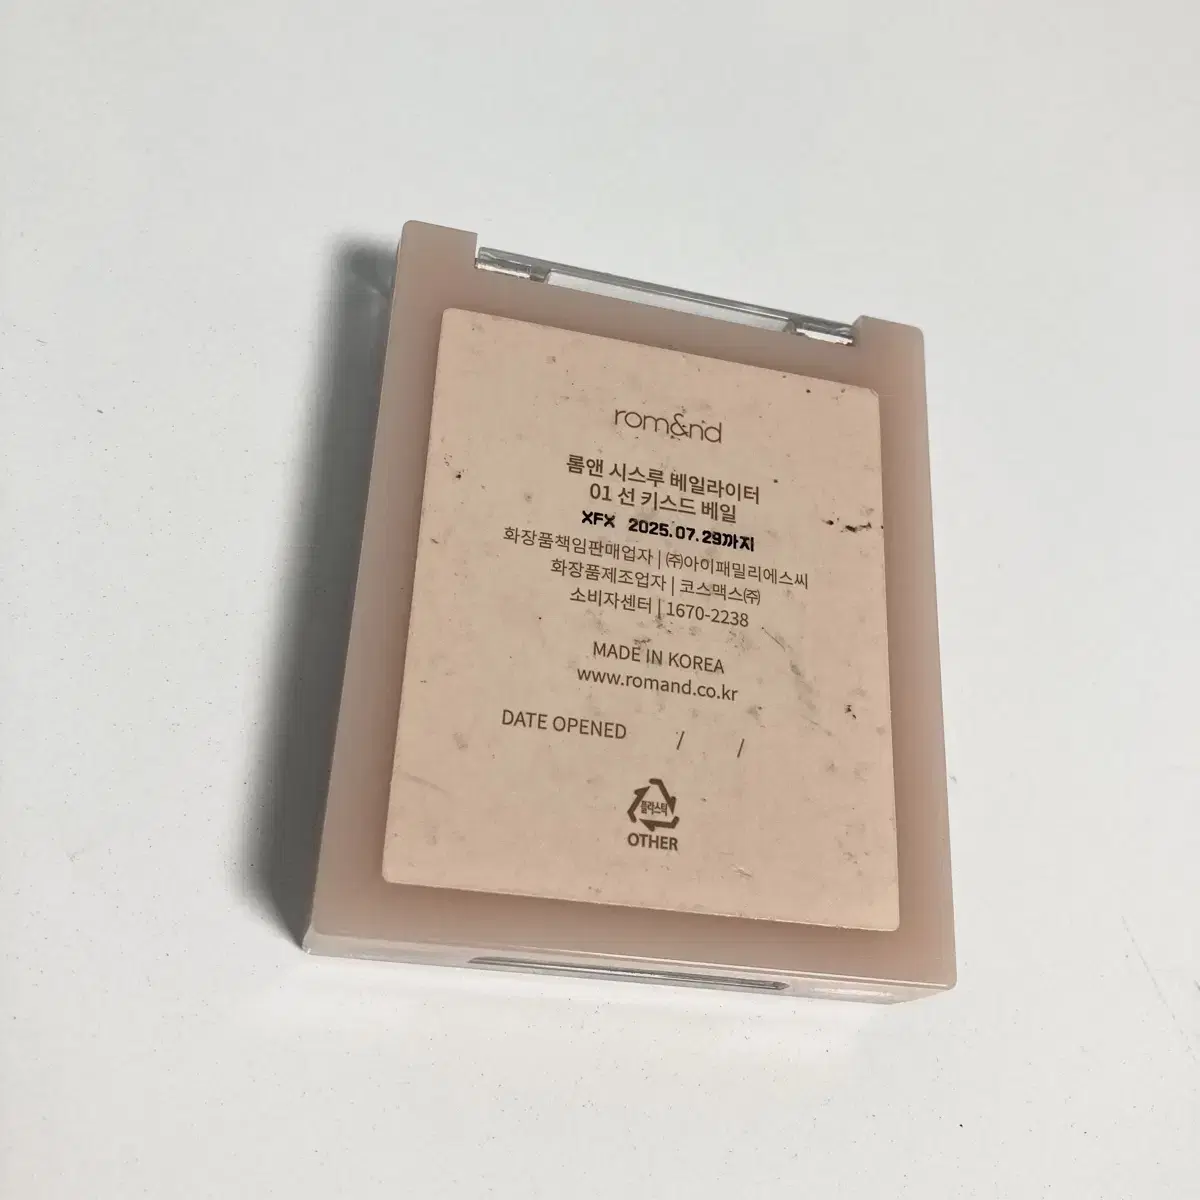 rom&nd
롬앤 시스루 베일라이터
01 선 키스드 베일
XFX 2025.07.29까지
화장품책임판매업자 | ㈜아이패밀리에스씨
화장품제조업자 | 코스맥스㈜
소비자센터 | 1670-2238
MADE IN KOREA
www.romand.co.kr
DATE OPENED / /
플라스틱
OTHER